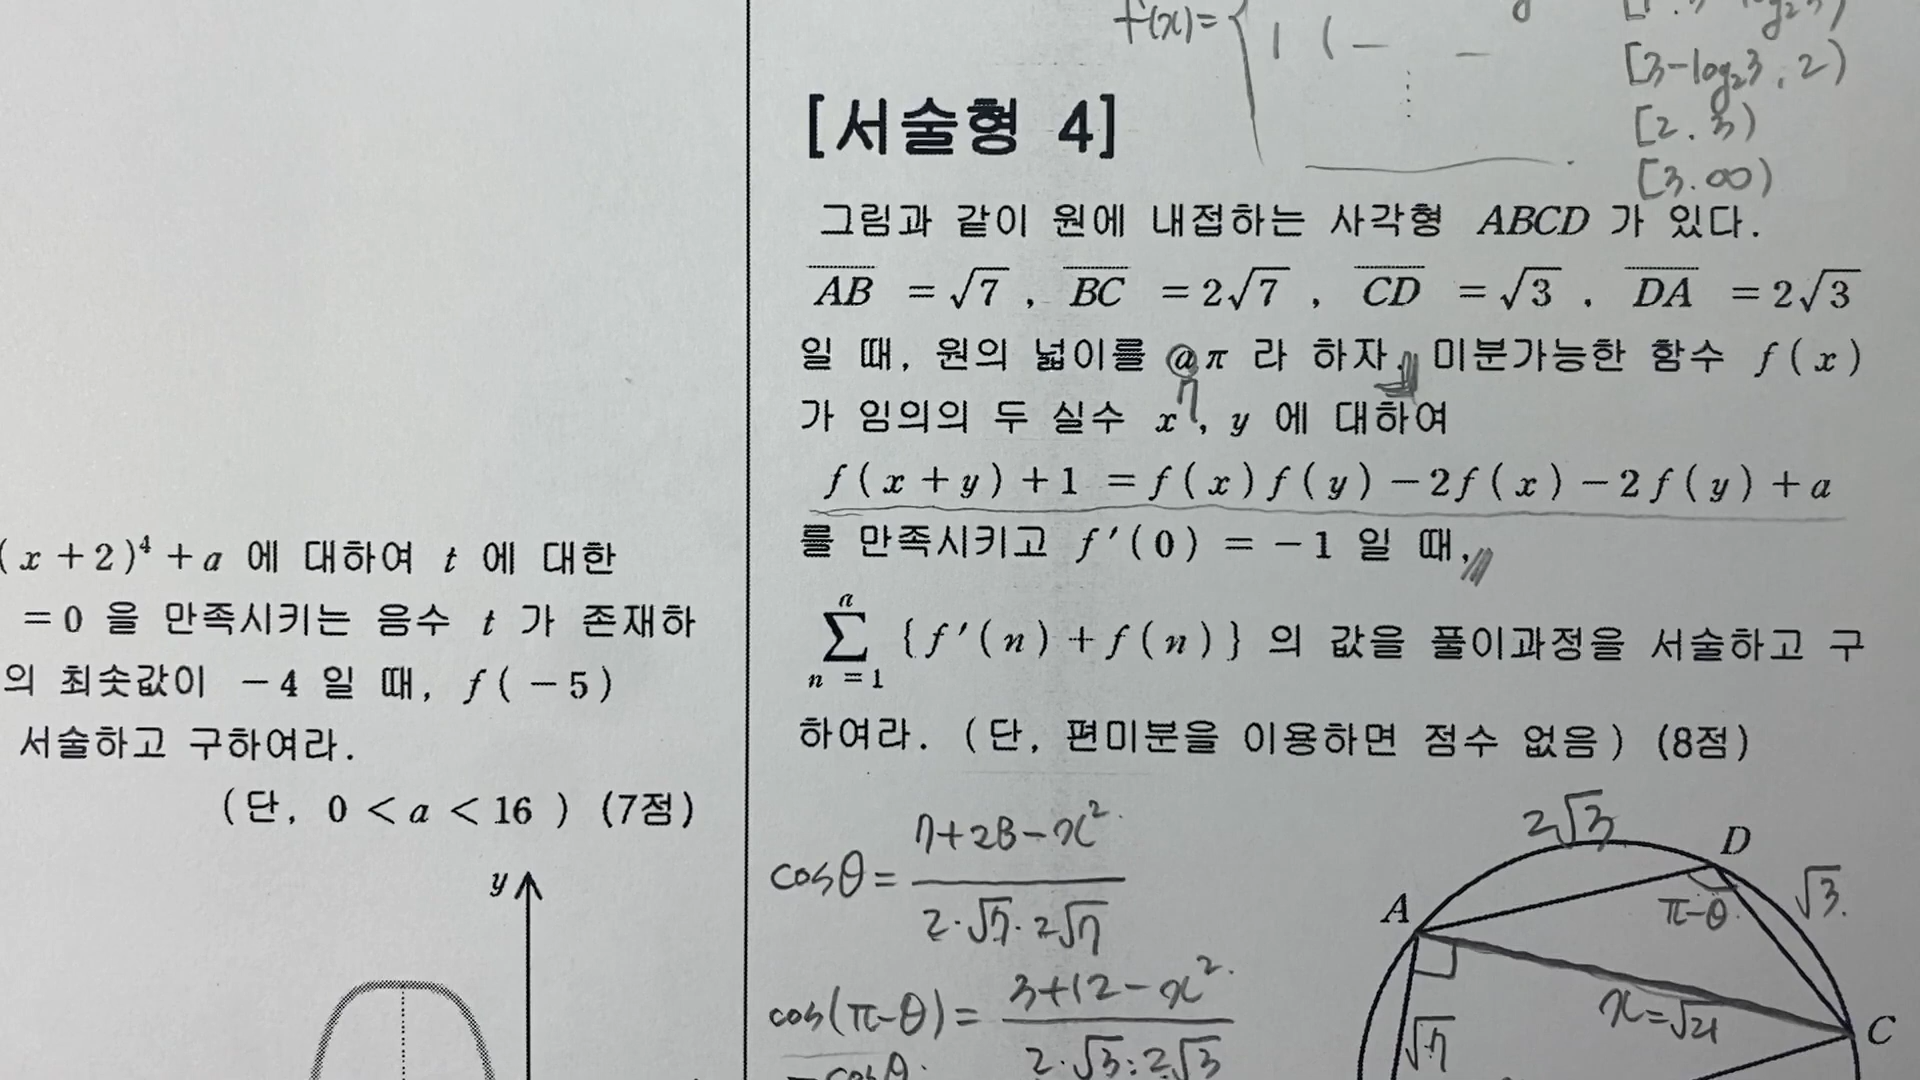 (x+2)⁴+a 에 대하여 t 에 대한
=0 을 만족시키는 음수 t 가 존재하
의 최솟값이 -4 일 때, f(-5)
서술하고 구하여라.
(단, 0<a<16) (7점)
y
f(x)=
1 (- -
[3-log₂3, 2)
[2. 3)
[3.∞)
[서술형 4]
그림과 같이 원에 내접하는 사각형 ABCD 가 있다.
AB = √7, BC = 2√7, CD = √3, DA = 2√3
일 때, 원의 넓이를 aπ 라 하자. 미분가능한 함수 f(x)
7
가 임의의 두 실수 x, y 에 대하여
f(x+y)+1 = f(x)f(y)-2f(x)-2f(y)+a
를 만족시키고 f′(0) = -1 일 때,
a
∑ {f′(n)+f(n)} 의 값을 풀이과정을 서술하고 구
n=1
하여라. (단, 편미분을 이용하면 점수 없음) (8점)
cosθ = (7+28-x²)/(2·√7·2√7)
cos(π-θ) = (3+12-x²)/(2·√3·2√3)
-cosθ
2√3
D
A
π-θ
√3
x=√21
C
√7